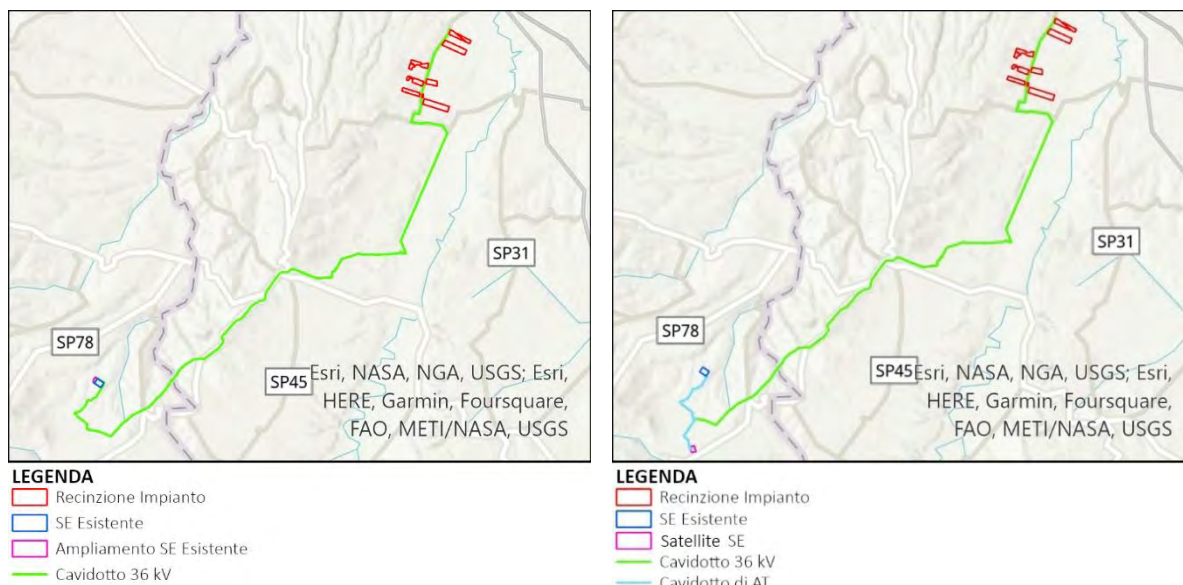 SP31
SP78
SP45
Esri, NASA, NGA, USGS; Esri,
HERE, Garmin, Foursquare,
FAO, METI/NASA, USGS
LEGENDA
Recinzione Impianto
SE Esistente
Ampliamento SE Esistente
Cavidotto 36 kV
SP31
SP78
SP45
Esri, NASA, NGA, USGS; Esri,
HERE, Garmin, Foursquare,
FAO, METI/NASA, USGS
LEGENDA
Recinzione Impianto
SE Esistente
Satellite SE
Cavidotto 36 kV
Cavidotto di AT